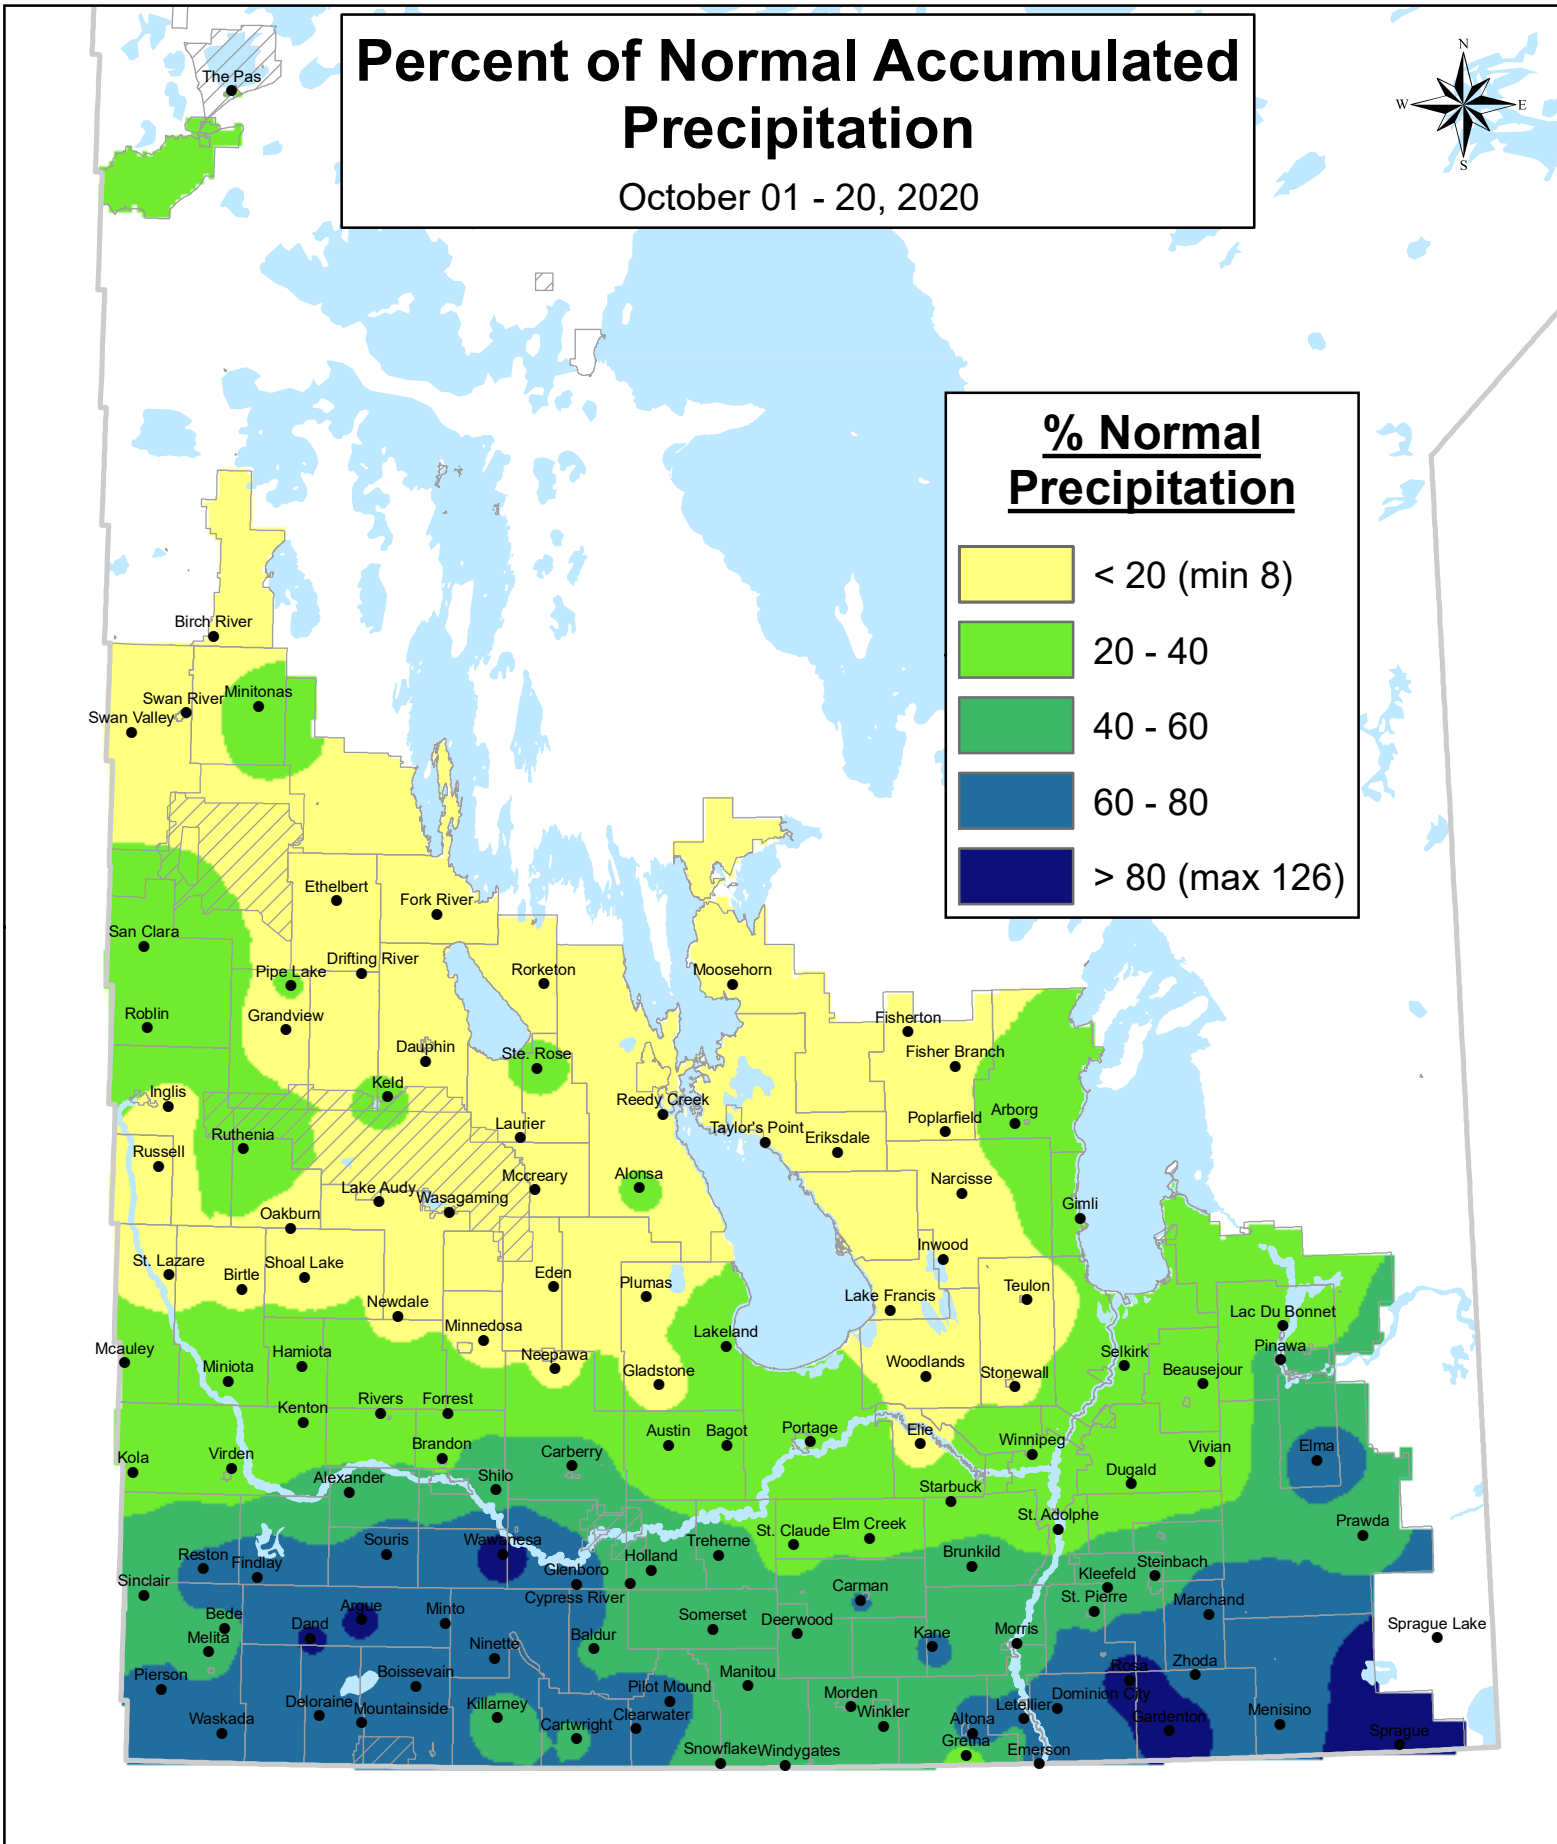 Percent of Normal Accumulated
Precipitation
October 01 - 20, 2020
N
W
E
S
% Normal
Precipitation
< 20 (min 8)
20 - 40
40 - 60
60 - 80
> 80 (max 126)
The Pas
Birch River
Minitonas
Swan River
Swan Valley
Ethelbert
Fork River
San Clara
Drifting River
Pipe Lake
Rorketon
Moosehorn
Roblin
Grandview
Fisherton
Dauphin
Ste. Rose
Fisher Branch
Keld
Inglis
Reedy Creek
Arborg
Poplarfield
Laurier
Taylor's Point
Eriksdale
Ruthenia
Russell
Mccreary
Alonsa
Narcisse
Lake Audy
Wasagaming
Gimli
Oakburn
Inwood
St. Lazare
Shoal Lake
Birtle
Eden
Plumas
Teulon
Lake Francis
Newdale
Lac Du Bonnet
Minnedosa
Lakeland
Mcauley
Hamiota
Neepawa
Selkirk
Pinawa
Miniota
Gladstone
Woodlands
Stonewall
Beausejour
Rivers
Forrest
Kenton
Austin
Bagot
Portage
Elie
Winnipeg
Vivian
Elma
Kola
Virden
Brandon
Carberry
Alexander
Shilo
Dugald
Starbuck
St. Adolphe
Prawda
St. Claude
Elm Creek
Souris
Wawanesa
Treherne
Reston
Findlay
Holland
Brunkild
Steinbach
Glenboro
Kleefeld
Sinclair
Cypress River
Carman
St. Pierre
Marchand
Bede
Argue
Minto
Somerset
Deerwood
Dand
Sprague Lake
Melita
Ninette
Baldur
Kane
Morris
Pierson
Boissevain
Manitou
Rosa
Zhoda
Pilot Mound
Deloraine
Mountainside
Killarney
Morden
Dominion City
Waskada
Cartwright
Clearwater
Winkler
Altona
Letellier
Gardenton
Menisino
Sprague
Snowflake
Windygates
Gretna
Emerson